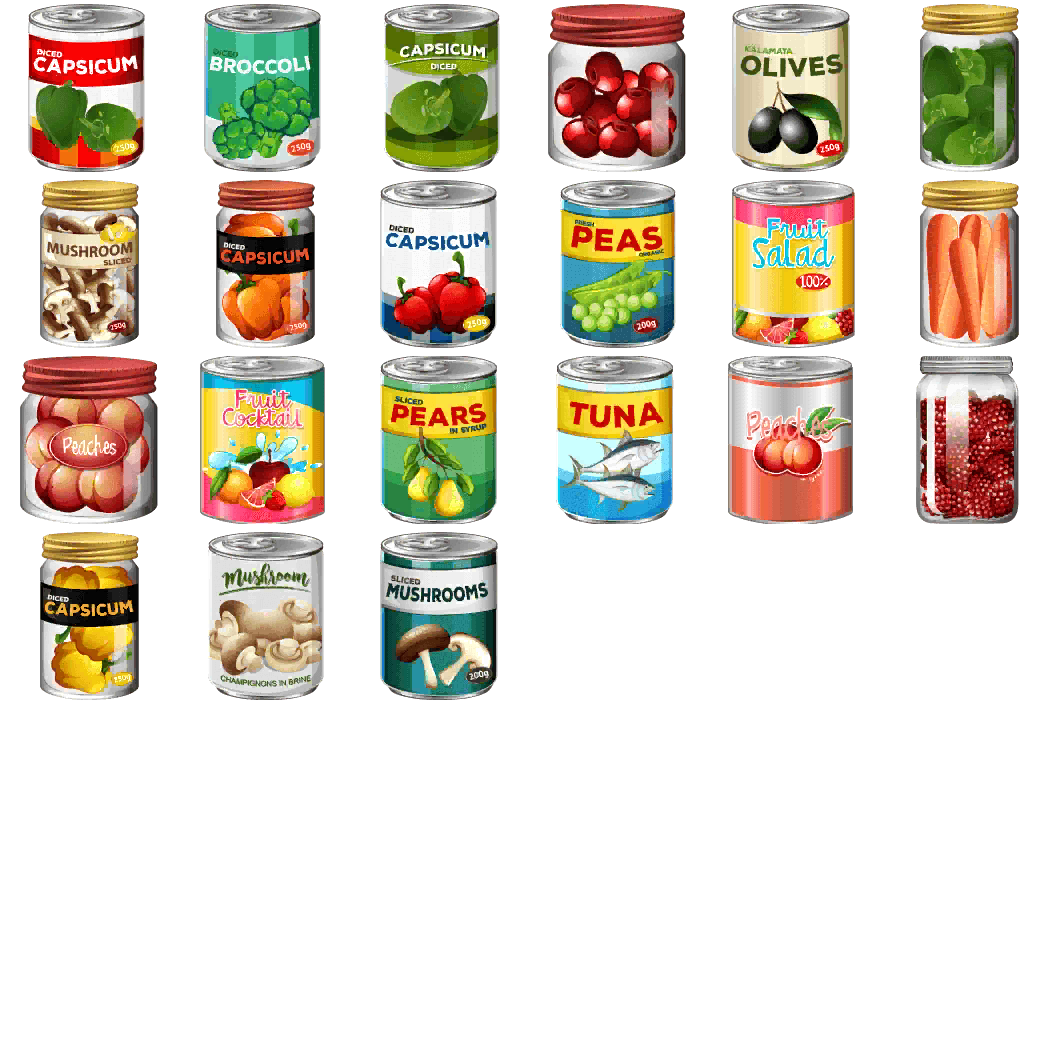 DICED
CAPSICUM
250g
DICED
BROCCOLI
250g
CAPSICUM
DICED
KALAMATA
OLIVES
250g
MUSHROOM
SLICED
250g
DICED
CAPSICUM
250g
DICED
CAPSICUM
250g
FRESH
PEAS
ORGANIC
200g
Fruit
Salad
100%
Peaches
Fruit
Cocktail
SLICED
PEARS
IN SYRUP
TUNA
Peaches
DICED
CAPSICUM
250g
Mushroom
CHAMPIGNONS IN BRINE
SLICED
MUSHROOMS
200g